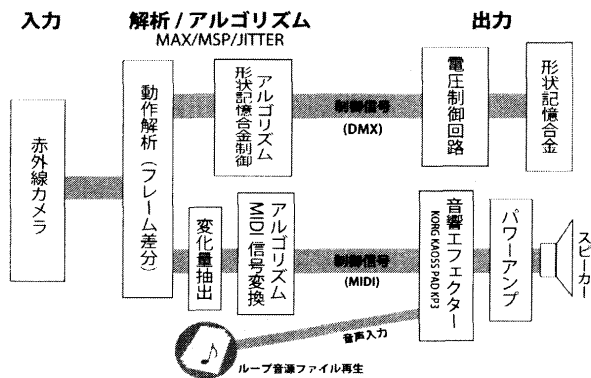 入力
解析 / アルゴリズム
MAX/MSP/JITTER
出力
赤外線カメラ
動作解析（フレーム差分）
形状記憶合金制御
アルゴリズム
制御信号
(DMX)
電圧制御回路
形状記憶合金
変化量抽出
MIDI 信号変換
アルゴリズム
制御信号
(MIDI)
音響エフェクター
KORG KAOSS PAD KP3
パワーアンプ
スピーカー
音声入力
ループ音源ファイル再生